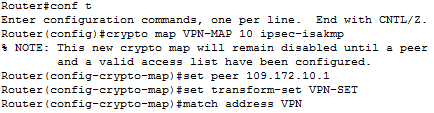 Router#conf t
Enter configuration commands, one per line.  End with CNTL/Z.
Router(config)#crypto map VPN-MAP 10 ipsec-isakmp
% NOTE: This new crypto map will remain disabled until a peer
        and a valid access list have been configured.
Router(config-crypto-map)#set peer 109.172.10.1
Router(config-crypto-map)#set transform-set VPN-SET
Router(config-crypto-map)#match address VPN